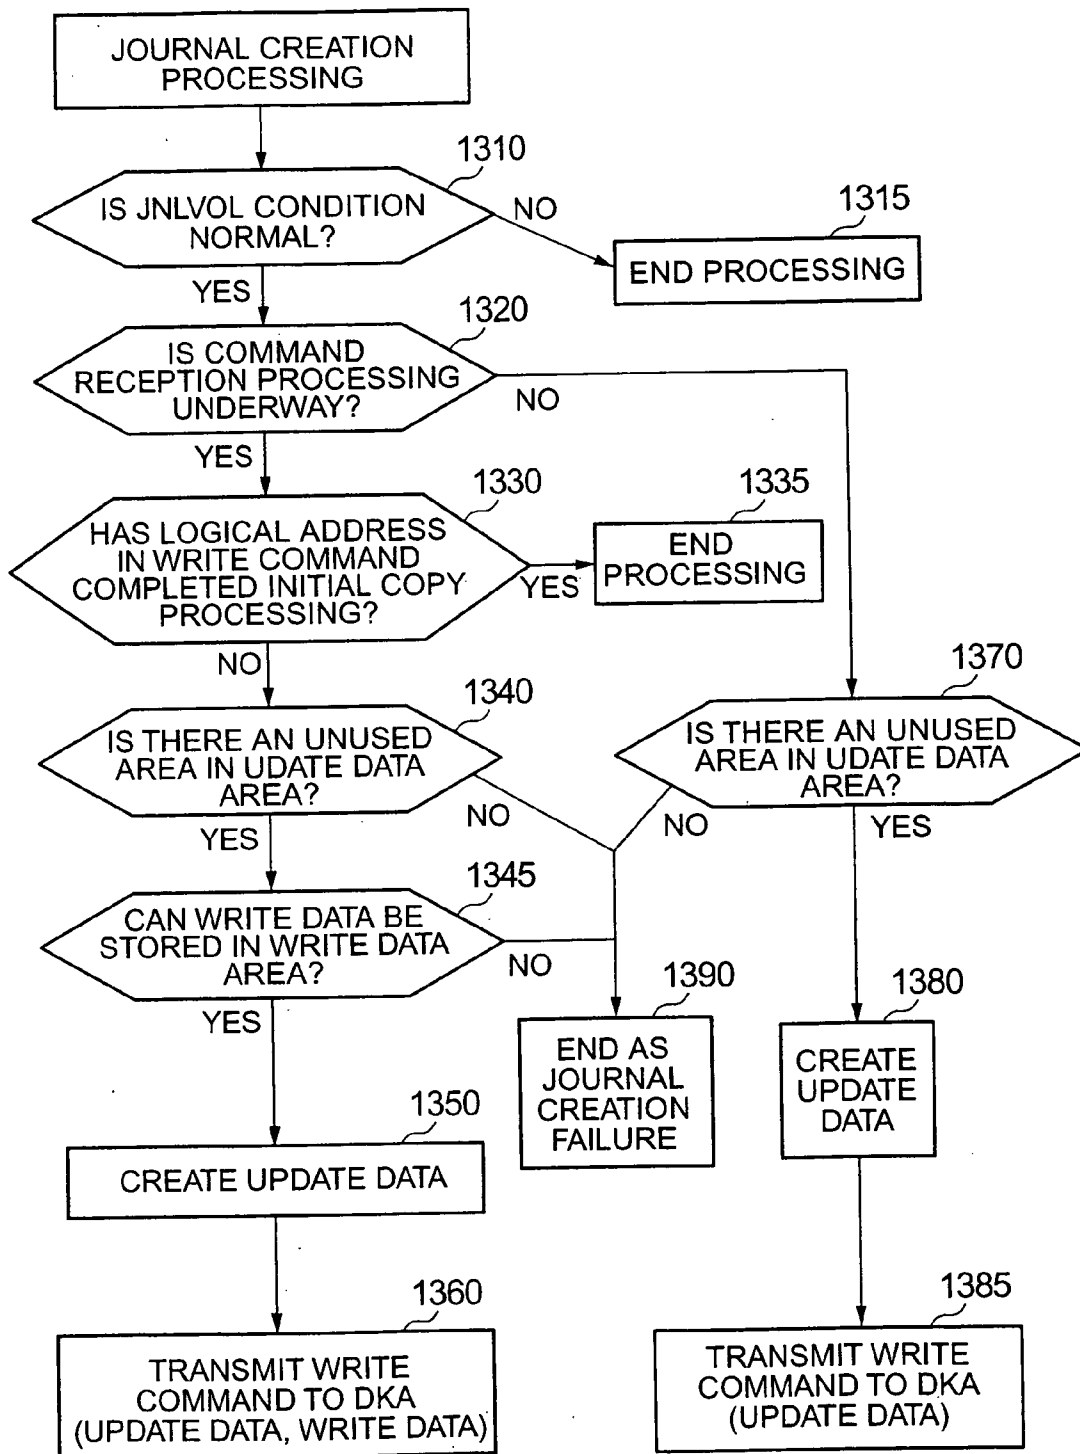 JOURNAL CREATION
PROCESSING
1310
IS JNLVOL CONDITION
NORMAL?
NO
1315
END PROCESSING
YES
1320
IS COMMAND
RECEPTION PROCESSING
UNDERWAY?
NO
YES
1330
HAS LOGICAL ADDRESS
IN WRITE COMMAND
COMPLETED INITIAL COPY
PROCESSING?
YES
1335
END
PROCESSING
NO
1340
IS THERE AN UNUSED
AREA IN UDATE DATA
AREA?
NO
YES
1370
IS THERE AN UNUSED
AREA IN UDATE DATA
AREA?
NO
YES
1345
CAN WRITE DATA BE
STORED IN WRITE DATA
AREA?
NO
YES
1390
END AS
JOURNAL
CREATION
FAILURE
1380
CREATE
UPDATE
DATA
1350
CREATE UPDATE DATA
1360
TRANSMIT WRITE
COMMAND TO DKA
(UPDATE DATA, WRITE DATA)
1385
TRANSMIT WRITE
COMMAND TO DKA
(UPDATE DATA)